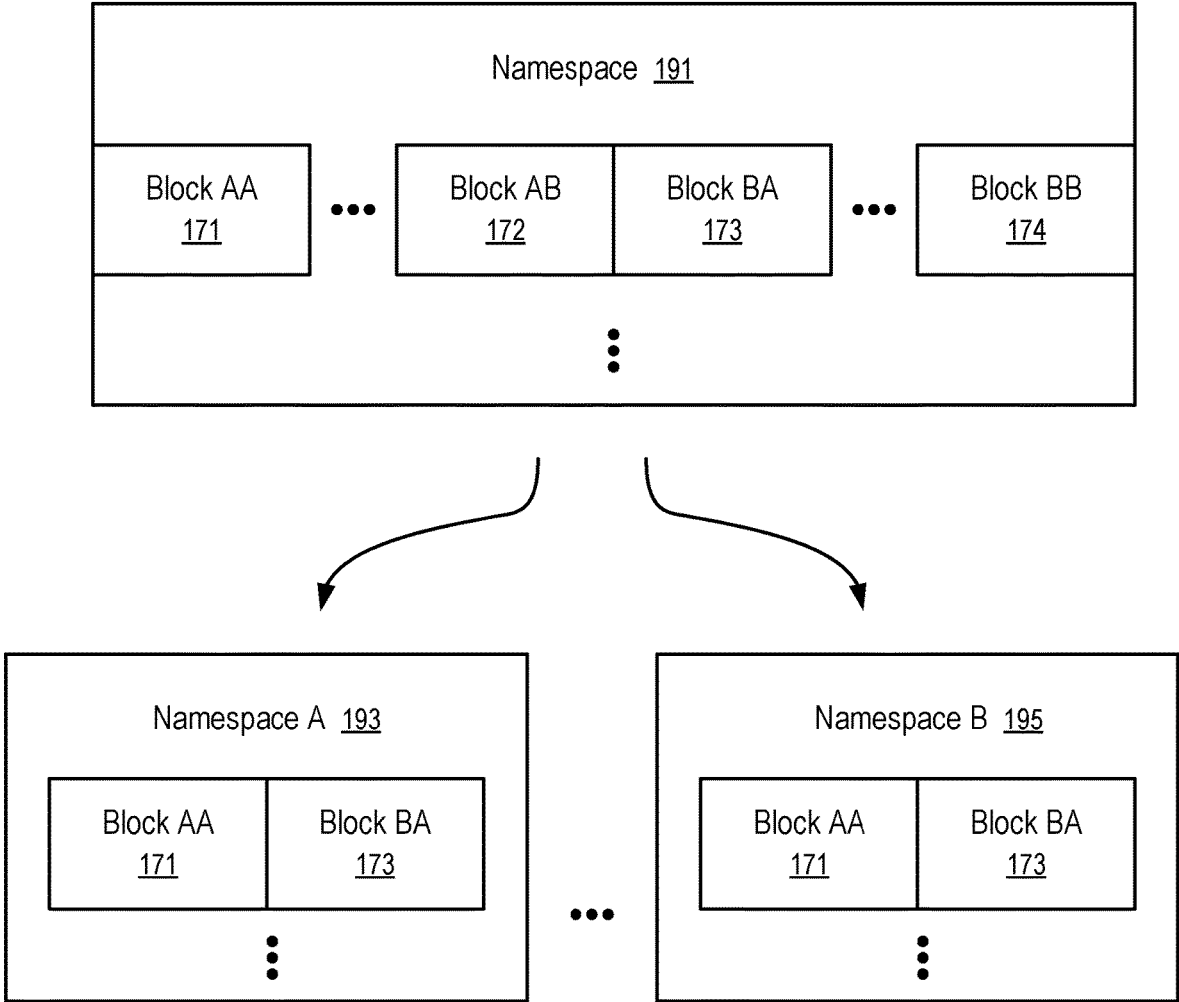 Namespace 191
Block AA Block AB Block BA Block BB
171 172 173 174
Namespace A 193 Namespace B 195
Block AA Block BA Block AA Block BA
171 173 171 173